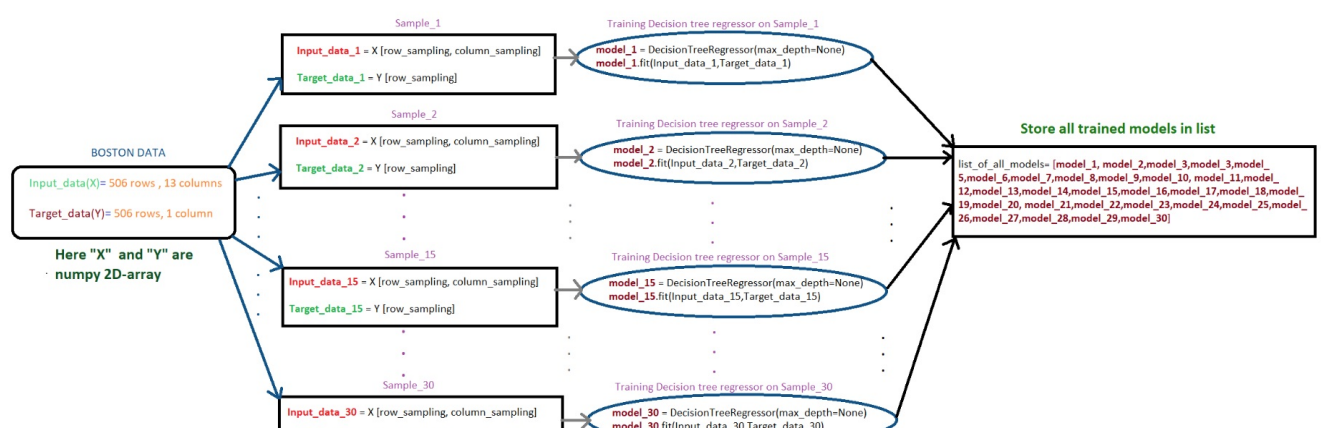 BOSTON DATA
Input_data(X)= 506 rows , 13 columns
Target_data(Y)= 506 rows, 1 column
Here "X" and "Y" are
numpy 2D-array
Sample_1
Input_data_1 = X [row_sampling, column_sampling]
Target_data_1 = Y [row_sampling]
Training Decision tree regressor on Sample_1
model_1 = DecisionTreeRegressor(max_depth=None)
model_1.fit(Input_data_1,Target_data_1)
Sample_2
Input_data_2 = X [row_sampling, column_sampling]
Target_data_2 = Y [row_sampling]
Training Decision tree regressor on Sample_2
model_2 = DecisionTreeRegressor(max_depth=None)
model_2.fit(Input_data_2,Target_data_2)
Sample_15
Input_data_15 = X [row_sampling, column_sampling]
Target_data_15 = Y [row_sampling]
Training Decision tree regressor on Sample_15
model_15 = DecisionTreeRegressor(max_depth=None)
model_15.fit(Input_data_15,Target_data_15)
Sample_30
Input_data_30 = X [row_sampling, column_sampling]
Training Decision tree regressor on Sample_30
model_30 = DecisionTreeRegressor(max_depth=None)
model_30.fit(Input_data_30,Target_data_30)
Store all trained models in list
list_of_all_models= [model_1, model_2,model_3,model_3,model_
5,model_6,model_7,model_8,model_9,model_10, model_11,model_
12,model_13,model_14,model_15,model_16,model_17,model_18,model_
19,model_20, model_21,model_22,model_23,model_24,model_25,model_
26,model_27,model_28,model_29,model_30]